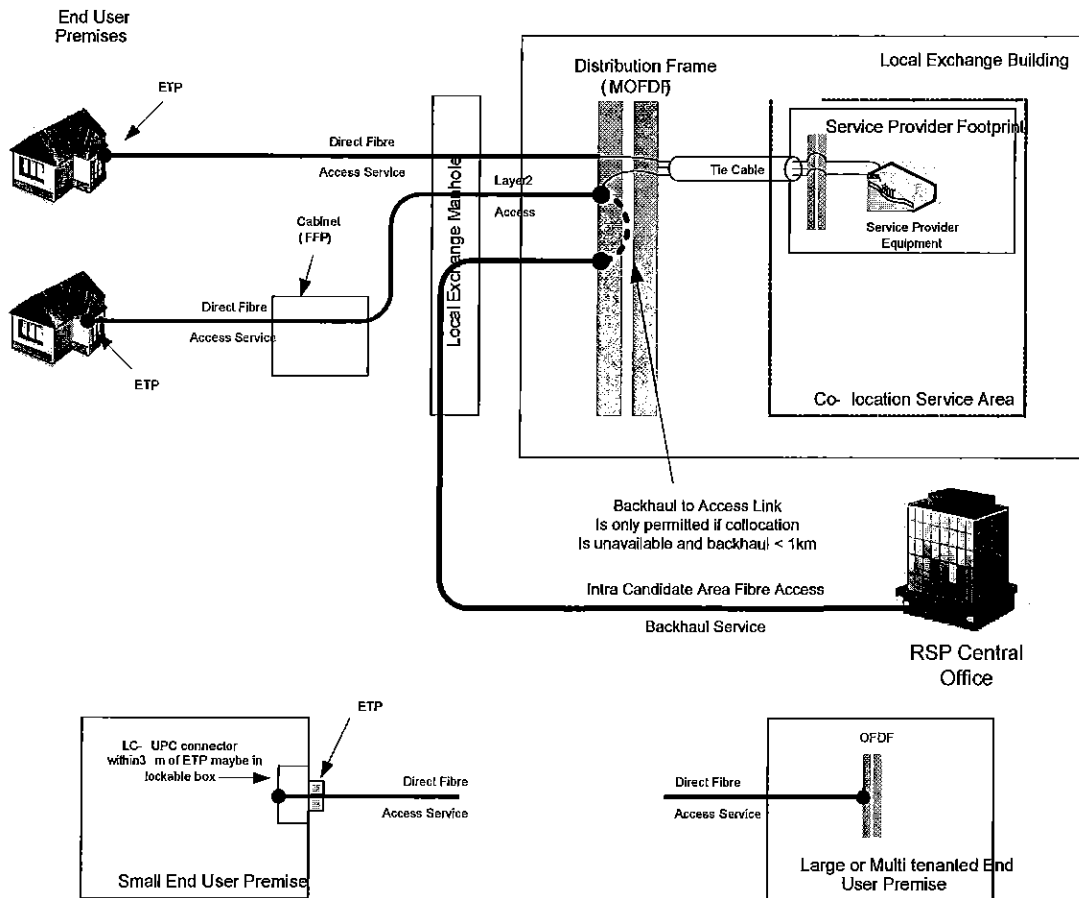 End User
Premises
ETP
Direct Fibre
Access Service
Local Exchange Manhole
Layer2
Access
Cabinet
(FFP)
Direct Fibre
Access Service
ETP
Local Exchange Building
Distribution Frame
(MOFDF)
Service Provider Footprint
Tie Cable
Service Provider
Equipment
Co- location Service Area
Backhaul to Access Link
Is only permitted if collocation
Is unavailable and backhaul < 1km
Intra Candidate Area Fibre Access
Backhaul Service
RSP Central
Office
ETP
LC- UPC connector
within3 m of ETP maybe in
lockable box
Direct Fibre
Access Service
Small End User Premise
OFDF
Direct Fibre
Access Service
Large or Multi tenanted End
User Premise